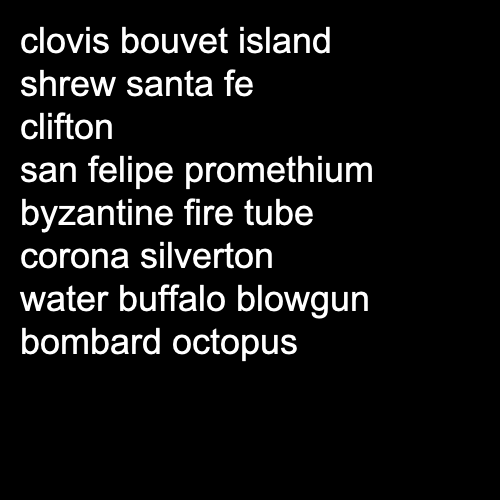 clovis bouvet island
shrew santa fe
clifton
san felipe promethium
byzantine fire tube
corona silverton
water buffalo blowgun
bombard octopus